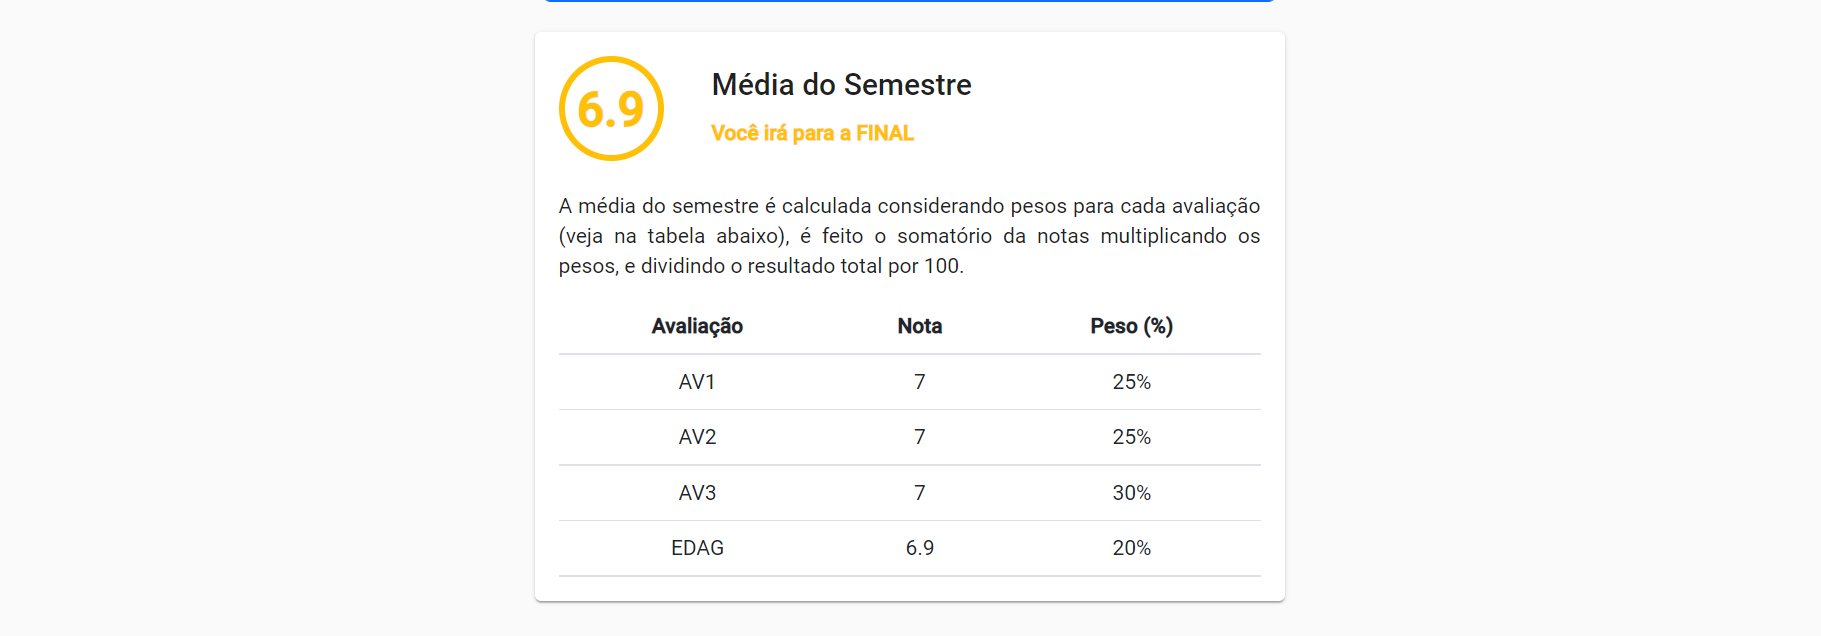 6.9
Média do Semestre
Você irá para a FINAL
A média do semestre é calculada considerando pesos para cada avaliação
(veja na tabela abaixo), é feito o somatório da notas multiplicando os
pesos, e dividindo o resultado total por 100.
Avaliação Nota Peso (%)
AV1 7 25%
AV2 7 25%
AV3 7 30%
EDAG 6.9 20%